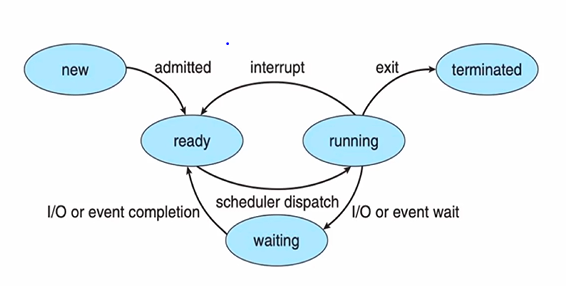 new
admitted
interrupt
exit
terminated
ready
running
I/O or event completion
scheduler dispatch
I/O or event wait
waiting